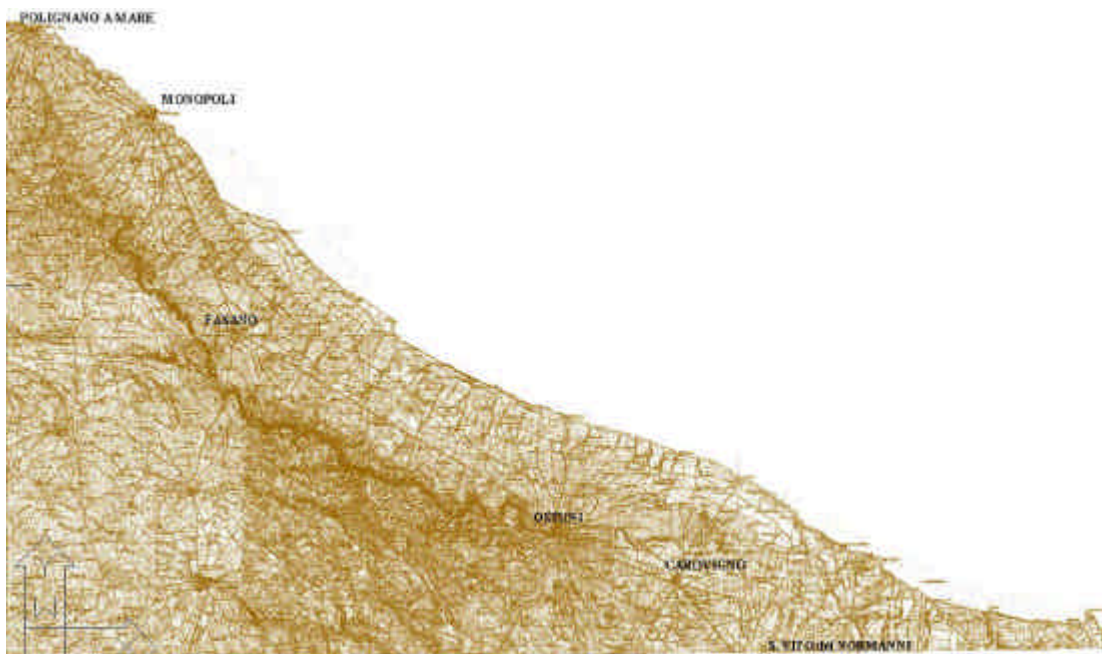 POLIGNANO A MARE
MONOPOLI
FASANO
OSTUNI
CAROVIGNO
S. VITO dei NORMANNI